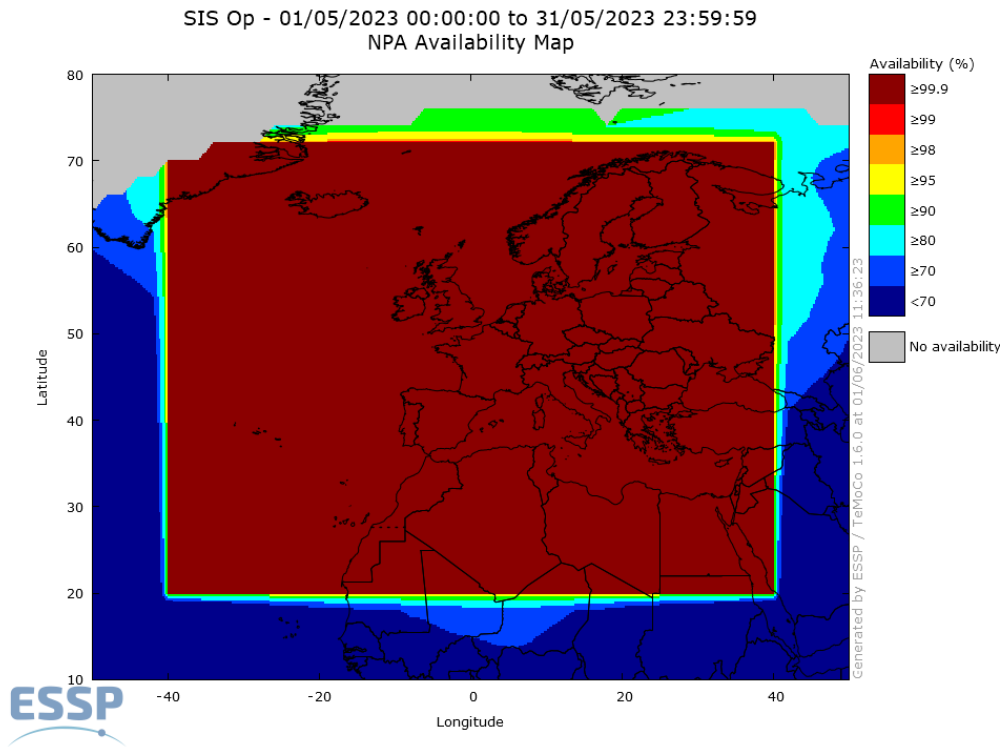 SIS Op - 01/05/2023 00:00:00 to 31/05/2023 23:59:59
NPA Availability Map
Availability (%)
≥99.9
≥99
≥98
≥95
≥90
≥80
≥70
<70
No availability
80
70
60
50
40
30
20
10
Latitude
-40
-20
0
20
40
Longitude
Generated by ESSP / TeMoCo 1.6.0 at 01/06/2023 11:36:23
ESSP